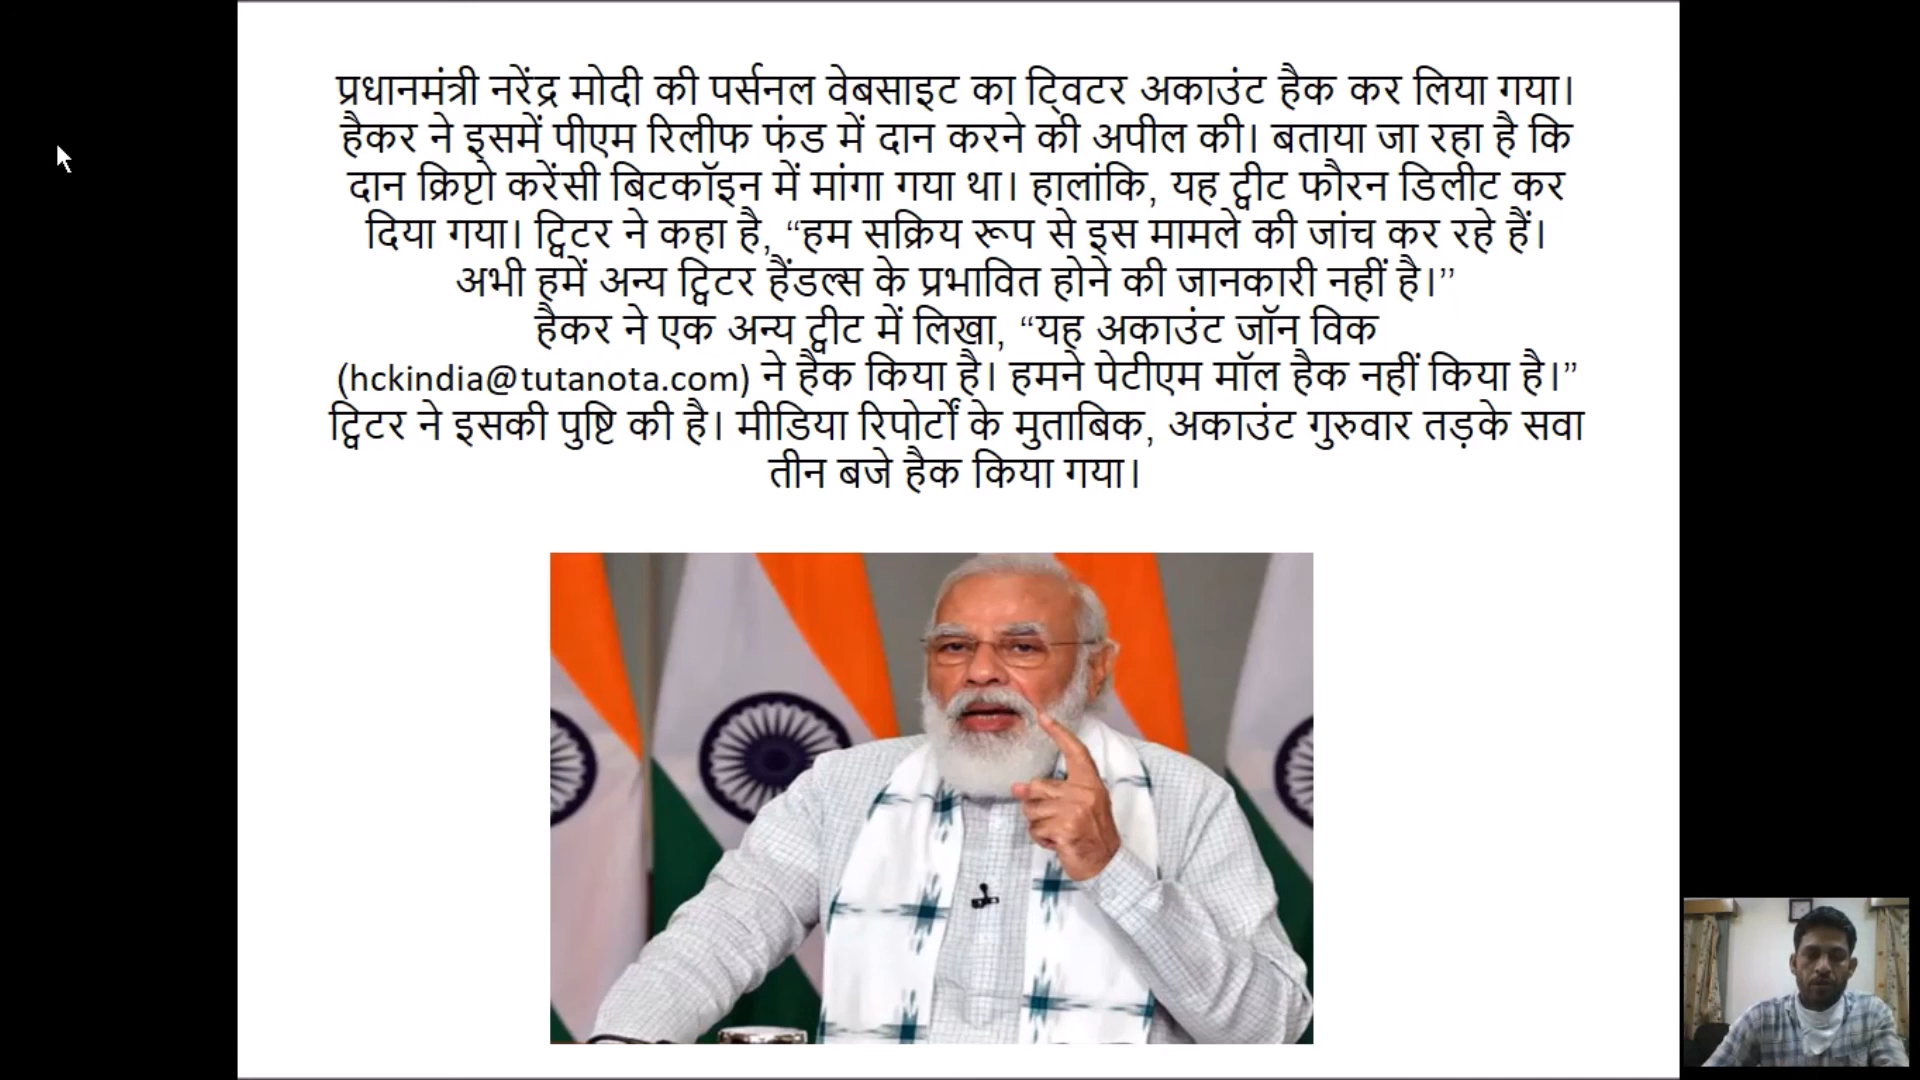 प्रधानमंत्री नरेंद्र मोदी की पर्सनल वेबसाइट का टि्वटर अकाउंट हैक कर लिया गया।
हैकर ने इसमें पीएम रिलीफ फंड में दान करने की अपील की। बताया जा रहा है कि
दान क्रिप्टो करेंसी बिटकॉइन में मांगा गया था। हालांकि, यह ट्वीट फौरन डिलीट कर
दिया गया। ट्विटर ने कहा है, “हम सक्रिय रूप से इस मामले की जांच कर रहे हैं।
अभी हमें अन्य ट्विटर हैंडल्स के प्रभावित होने की जानकारी नहीं है।’’
हैकर ने एक अन्य ट्वीट में लिखा, “यह अकाउंट जॉन विक
(hckindia@tutanota.com) ने हैक किया है। हमने पेटीएम मॉल हैक नहीं किया है।”
ट्विटर ने इसकी पुष्टि की है। मीडिया रिपोर्टों के मुताबिक, अकाउंट गुरुवार तड़के सवा
तीन बजे हैक किया गया।